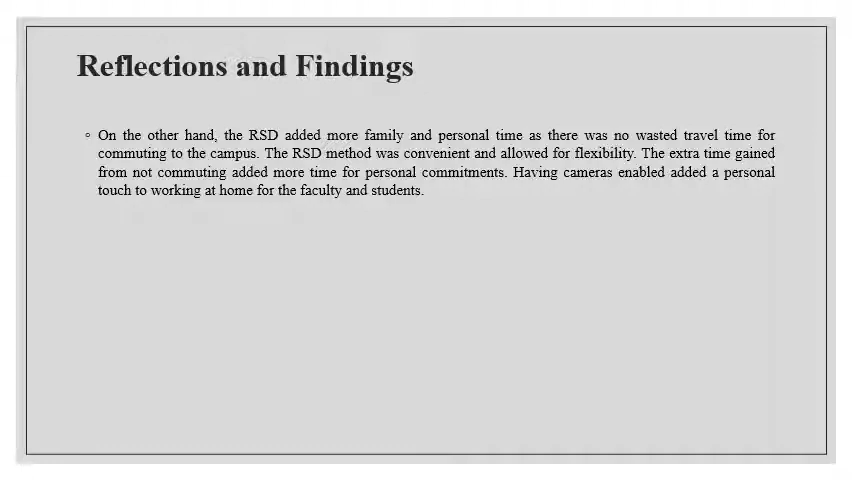 Reflections and Findings
◦ On the other hand, the RSD added more family and personal time as there was no wasted travel time for
commuting to the campus. The RSD method was convenient and allowed for flexibility. The extra time gained
from not commuting added more time for personal commitments. Having cameras enabled added a personal
touch to working at home for the faculty and students.